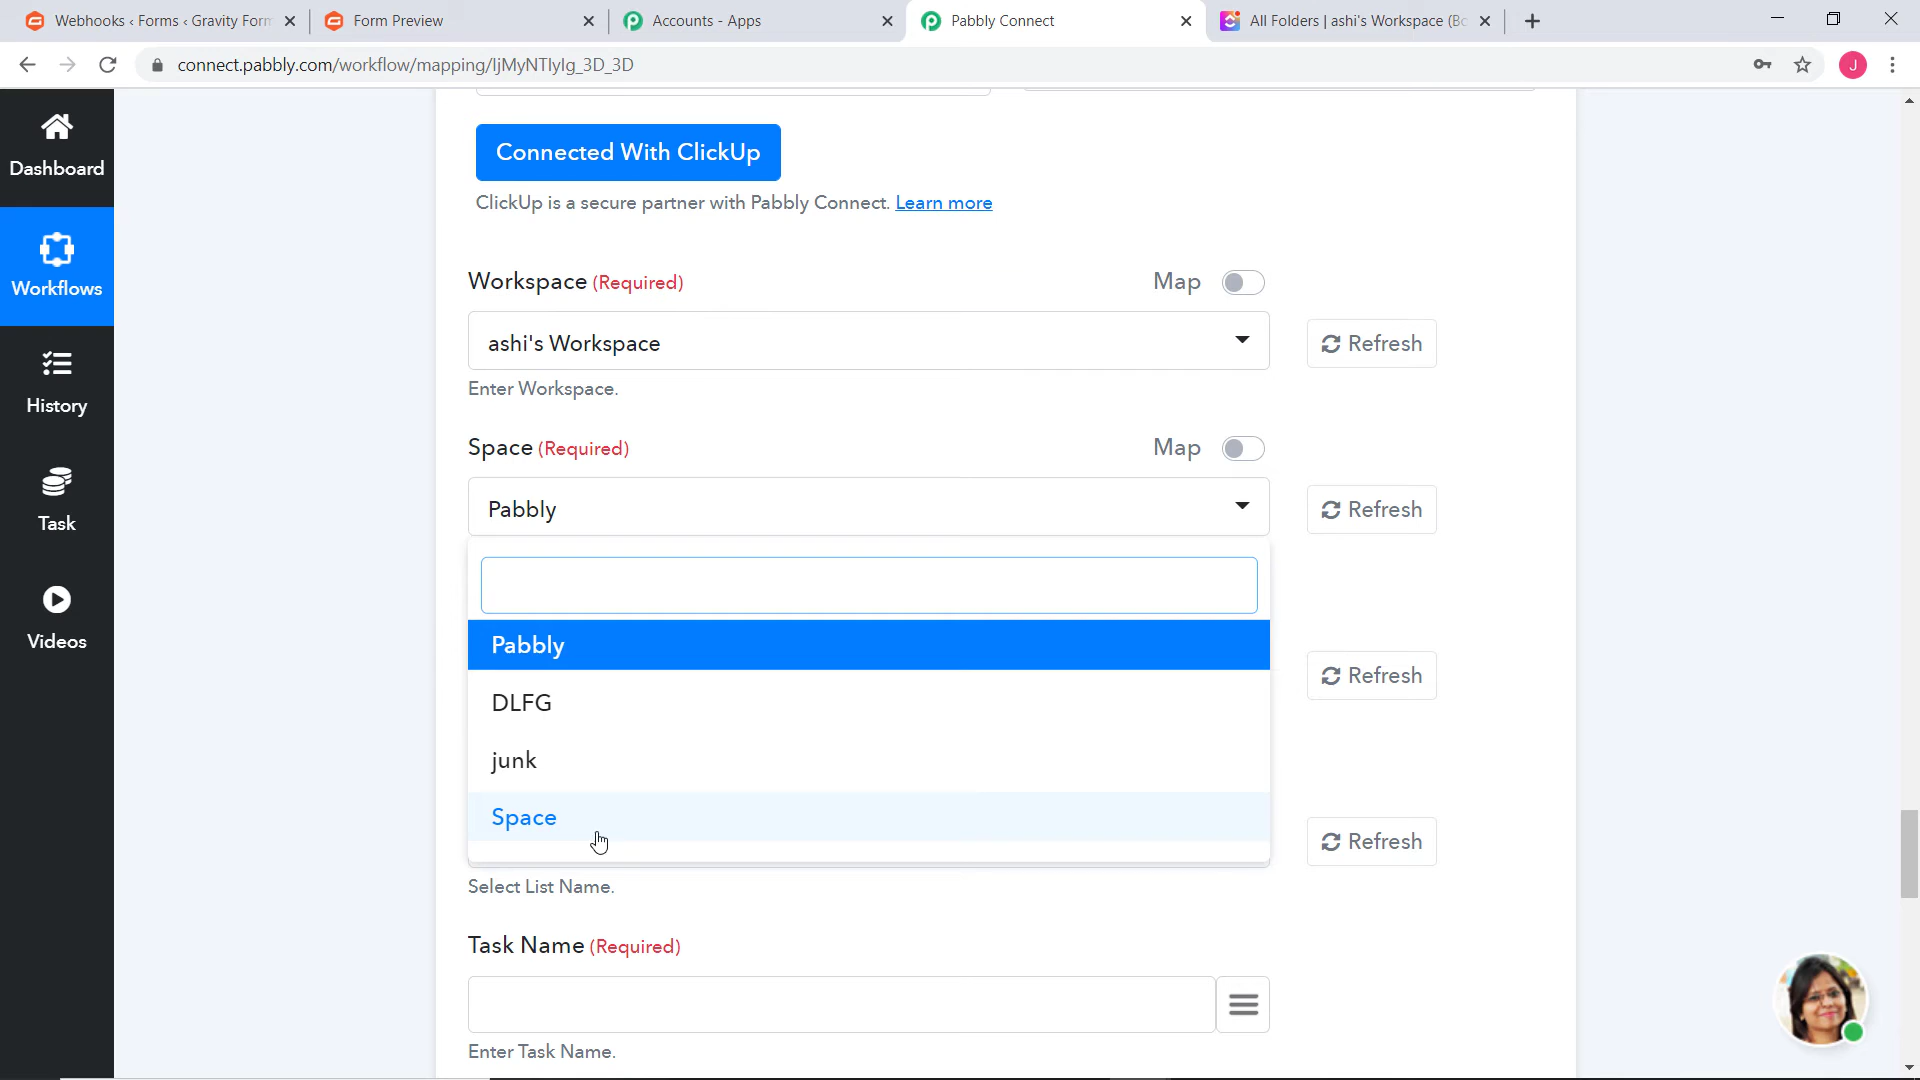 Webhooks ‹ Forms ‹ Gravity Form
Form Preview
Accounts - Apps
Pabbly Connect
All Folders | ashi's Workspace (Bo
connect.pabbly.com/workflow/mapping/IjMyNTIyIg_3D_3D
J
Dashboard
Workflows
History
Task
Videos
Connected With ClickUp
ClickUp is a secure partner with Pabbly Connect. Learn more
Workspace (Required)
Map
ashi's Workspace
Refresh
Enter Workspace.
Space (Required)
Map
Pabbly
Refresh
Pabbly
Refresh
DLFG
junk
Space
Refresh
Select List Name.
Task Name (Required)
Enter Task Name.